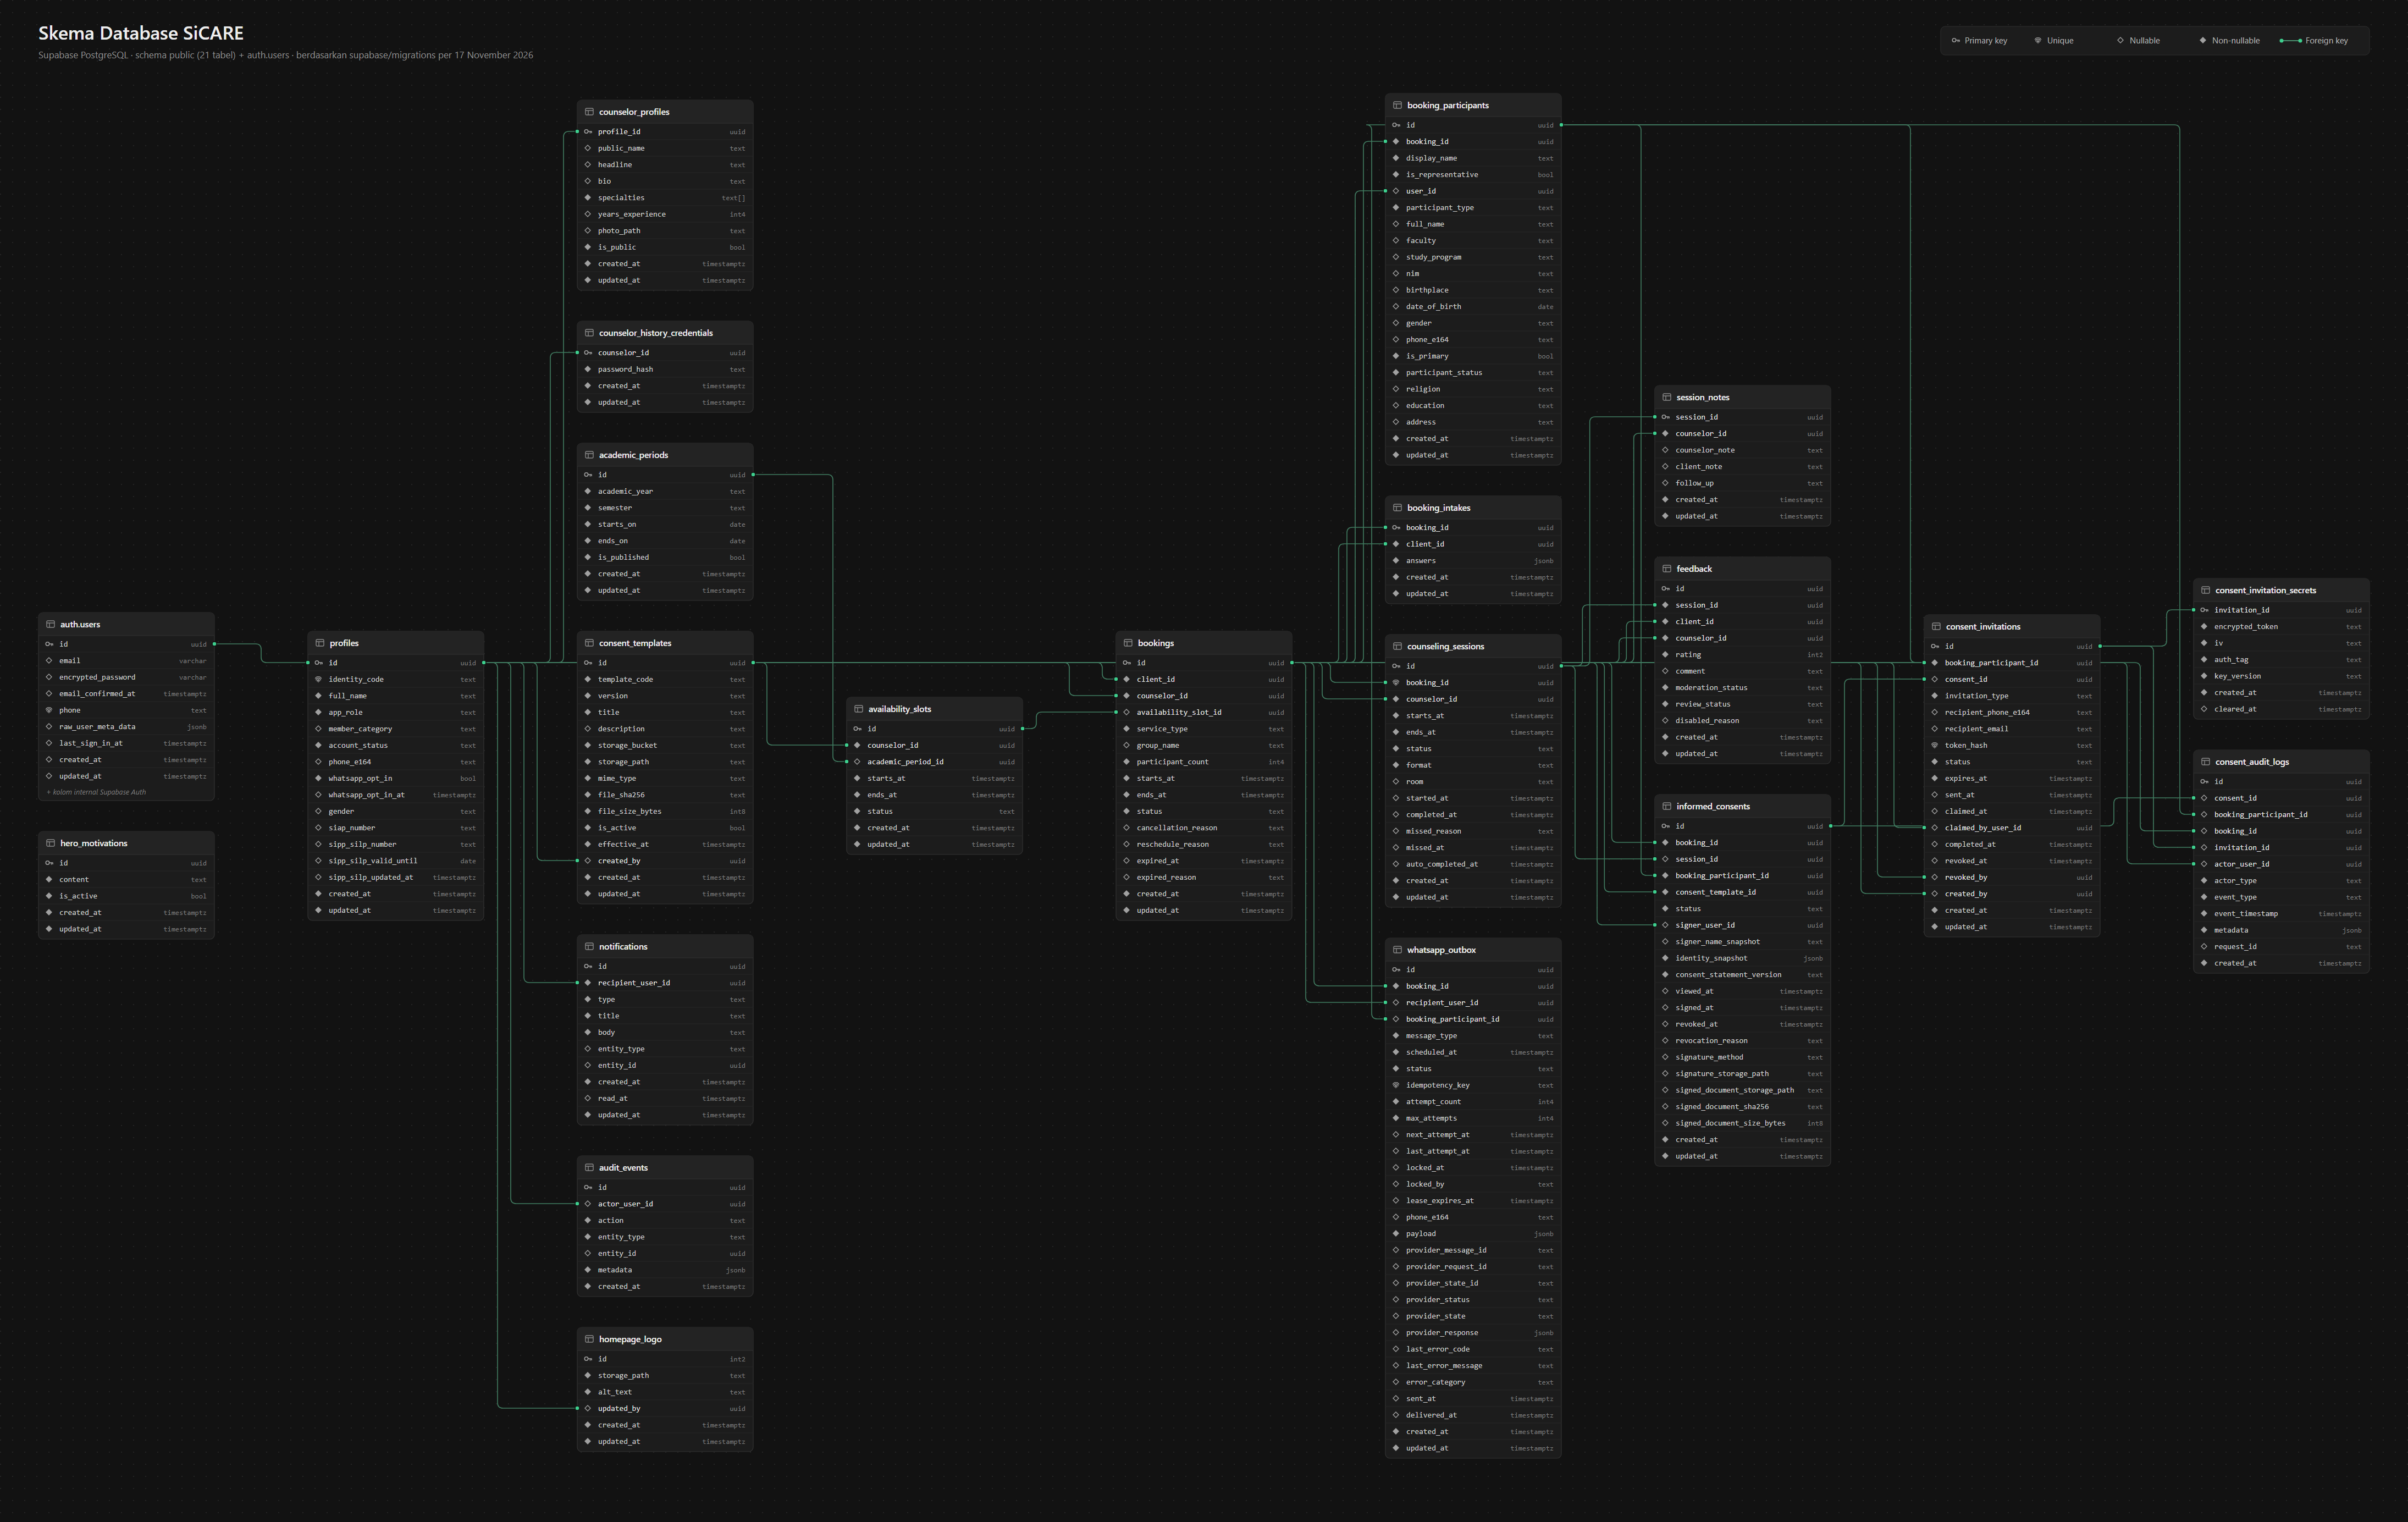 Skema Database SiCARE
Supabase PostgreSQL · schema public (21 tabel) + auth.users · berdasarkan supabase/migrations per 17 November 2026
Primary key
Unique
Nullable
Non-nullable
Foreign key
auth.users
id uuid
email varchar
encrypted_password varchar
email_confirmed_at timestamptz
phone text
raw_user_meta_data jsonb
last_sign_in_at timestamptz
created_at timestamptz
updated_at timestamptz
+ kolom internal Supabase Auth
hero_motivations
id uuid
content text
is_active bool
created_at timestamptz
updated_at timestamptz
profiles
id uuid
identity_code text
full_name text
app_role text
member_category text
account_status text
phone_e164 text
whatsapp_opt_in bool
whatsapp_opt_in_at timestamptz
gender text
siap_number text
sipp_silp_number text
sipp_silp_valid_until date
sipp_silp_updated_at timestamptz
created_at timestamptz
updated_at timestamptz
counselor_profiles
profile_id uuid
public_name text
headline text
bio text
specialties text[]
years_experience int4
photo_path text
is_public bool
created_at timestamptz
updated_at timestamptz
counselor_history_credentials
counselor_id uuid
password_hash text
created_at timestamptz
updated_at timestamptz
academic_periods
id uuid
academic_year text
semester text
starts_on date
ends_on date
is_published bool
created_at timestamptz
updated_at timestamptz
consent_templates
id uuid
template_code text
version text
title text
description text
storage_bucket text
storage_path text
mime_type text
file_sha256 text
file_size_bytes int8
is_active bool
effective_at timestamptz
created_by uuid
created_at timestamptz
updated_at timestamptz
notifications
id uuid
recipient_user_id uuid
type text
title text
body text
entity_type text
entity_id uuid
created_at timestamptz
read_at timestamptz
updated_at timestamptz
audit_events
id uuid
actor_user_id uuid
action text
entity_type text
entity_id uuid
metadata jsonb
created_at timestamptz
homepage_logo
id int2
storage_path text
alt_text text
updated_by uuid
created_at timestamptz
updated_at timestamptz
availability_slots
id uuid
counselor_id uuid
academic_period_id uuid
starts_at timestamptz
ends_at timestamptz
status text
created_at timestamptz
updated_at timestamptz
bookings
id uuid
client_id uuid
counselor_id uuid
availability_slot_id uuid
service_type text
group_name text
participant_count int4
starts_at timestamptz
ends_at timestamptz
status text
cancellation_reason text
reschedule_reason text
expired_at timestamptz
expired_reason text
created_at timestamptz
updated_at timestamptz
booking_participants
id uuid
booking_id uuid
display_name text
is_representative bool
user_id uuid
participant_type text
full_name text
faculty text
study_program text
nim text
birthplace text
date_of_birth date
gender text
phone_e164 text
is_primary bool
participant_status text
religion text
education text
address text
created_at timestamptz
updated_at timestamptz
booking_intakes
booking_id uuid
client_id uuid
answers jsonb
created_at timestamptz
updated_at timestamptz
counseling_sessions
id uuid
booking_id uuid
counselor_id uuid
starts_at timestamptz
ends_at timestamptz
status text
format text
room text
started_at timestamptz
completed_at timestamptz
missed_reason text
missed_at timestamptz
auto_completed_at timestamptz
created_at timestamptz
updated_at timestamptz
whatsapp_outbox
id uuid
booking_id uuid
recipient_user_id uuid
booking_participant_id uuid
message_type text
scheduled_at timestamptz
status text
idempotency_key text
attempt_count int4
max_attempts int4
next_attempt_at timestamptz
last_attempt_at timestamptz
locked_at timestamptz
locked_by text
lease_expires_at timestamptz
phone_e164 text
payload jsonb
provider_message_id text
provider_request_id text
provider_state_id text
provider_status text
provider_state text
provider_response jsonb
last_error_code text
last_error_message text
error_category text
sent_at timestamptz
delivered_at timestamptz
created_at timestamptz
updated_at timestamptz
session_notes
session_id uuid
counselor_id uuid
counselor_note text
client_note text
follow_up text
created_at timestamptz
updated_at timestamptz
feedback
id uuid
session_id uuid
client_id uuid
counselor_id uuid
rating int2
comment text
moderation_status text
review_status text
disabled_reason text
created_at timestamptz
updated_at timestamptz
informed_consents
id uuid
booking_id uuid
session_id uuid
booking_participant_id uuid
consent_template_id uuid
status text
signer_user_id uuid
signer_name_snapshot text
identity_snapshot jsonb
consent_statement_version text
viewed_at timestamptz
signed_at timestamptz
revoked_at timestamptz
revocation_reason text
signature_method text
signature_storage_path text
signed_document_storage_path text
signed_document_sha256 text
signed_document_size_bytes int8
created_at timestamptz
updated_at timestamptz
consent_invitations
id uuid
booking_participant_id uuid
consent_id uuid
invitation_type text
recipient_phone_e164 text
recipient_email text
token_hash text
status text
expires_at timestamptz
sent_at timestamptz
claimed_at timestamptz
claimed_by_user_id uuid
completed_at timestamptz
revoked_at timestamptz
revoked_by uuid
created_by uuid
created_at timestamptz
updated_at timestamptz
consent_invitation_secrets
invitation_id uuid
encrypted_token text
iv text
auth_tag text
key_version text
created_at timestamptz
cleared_at timestamptz
consent_audit_logs
id uuid
consent_id uuid
booking_participant_id uuid
booking_id uuid
invitation_id uuid
actor_user_id uuid
actor_type text
event_type text
event_timestamp timestamptz
metadata jsonb
request_id text
created_at timestamptz